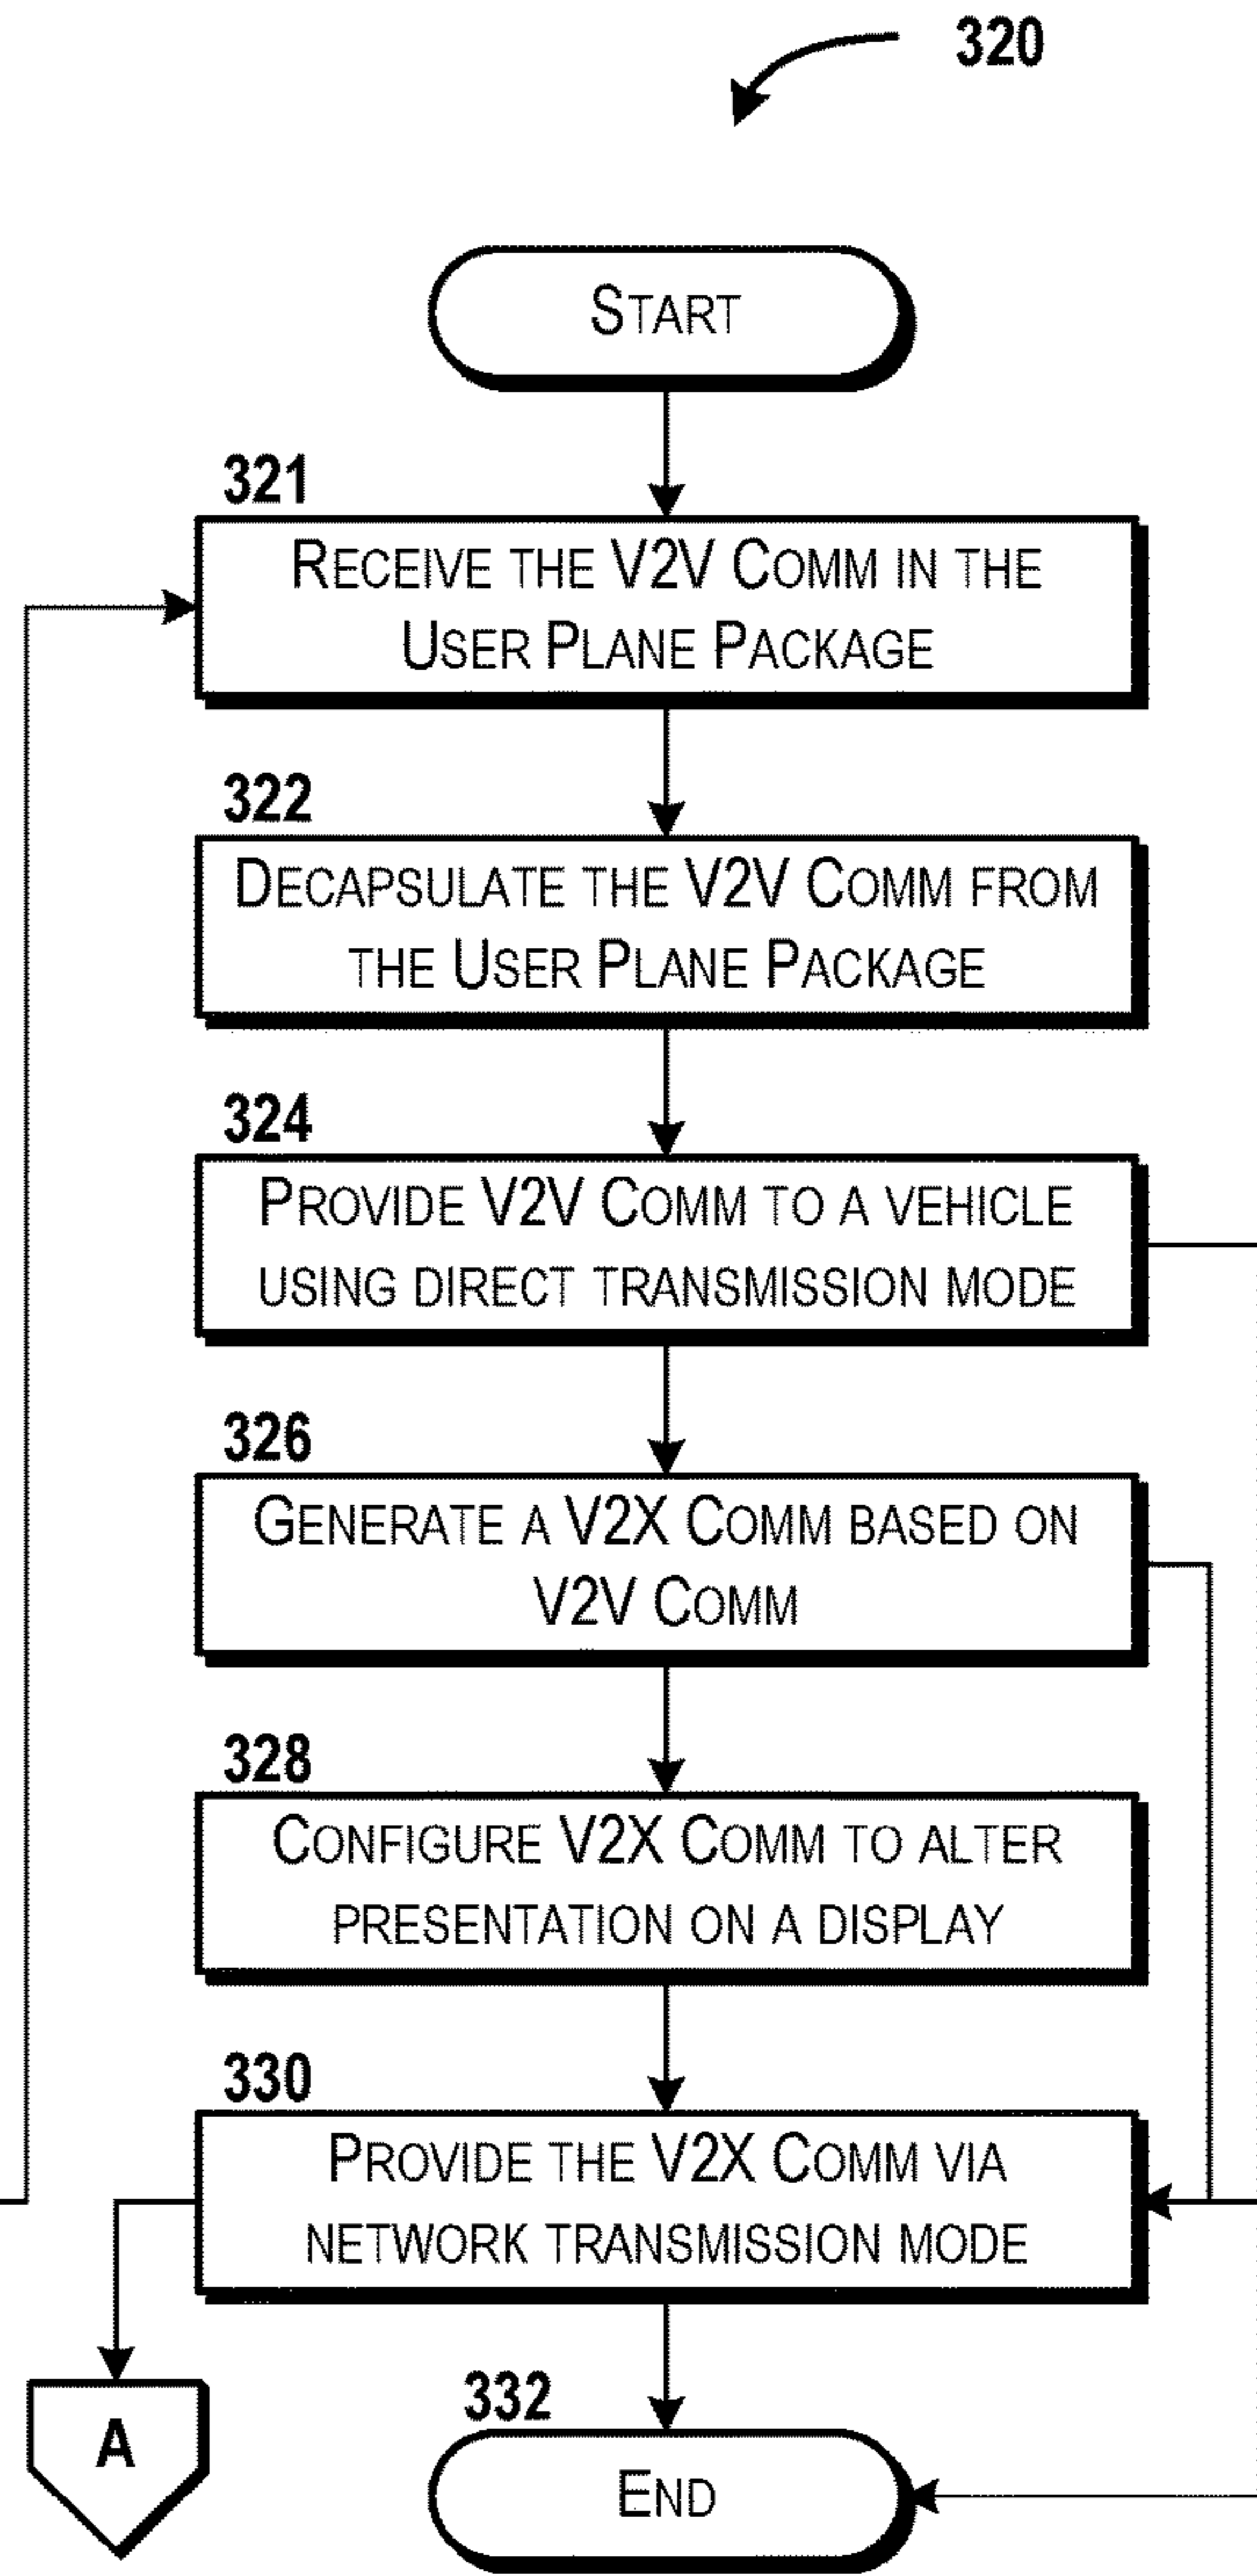 320
START
321
RECEIVE THE V2V COMM IN THE
USER PLANE PACKAGE
322
DECAPSULATE THE V2V COMM FROM
THE USER PLANE PACKAGE
324
PROVIDE V2V COMM TO A VEHICLE
USING DIRECT TRANSMISSION MODE
326
GENERATE A V2X COMM BASED ON
V2V COMM
328
CONFIGURE V2X COMM TO ALTER
PRESENTATION ON A DISPLAY
330
PROVIDE THE V2X COMM VIA
NETWORK TRANSMISSION MODE
332
A
END